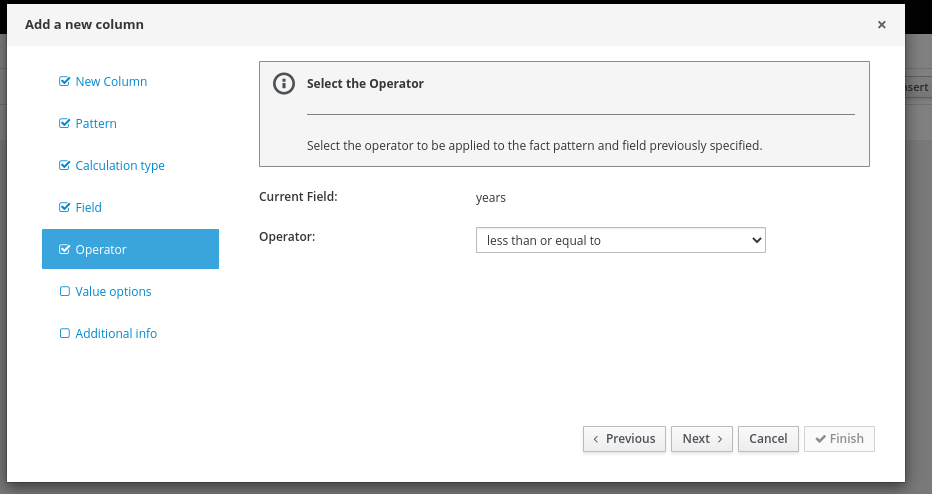 Add a new column
×
New Column
Pattern
Calculation type
Field
Operator
Value options
Additional info
Select the Operator
Select the operator to be applied to the fact pattern and field previously specified.
Current Field: years
Operator: less than or equal to
Previous Next Cancel Finish